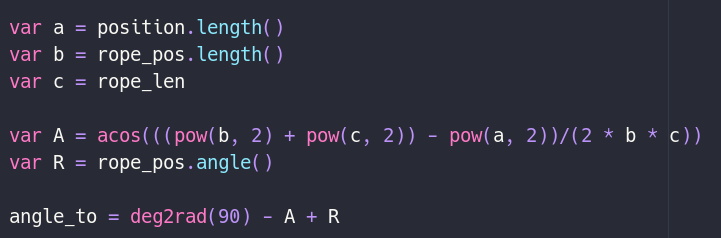 var a = position.length()
var b = rope_pos.length()
var c = rope_len
var A = acos(((pow(b, 2) + pow(c, 2)) - pow(a, 2))/(2 * b * c))
var R = rope_pos.angle()
angle_to = deg2rad(90) - A + R